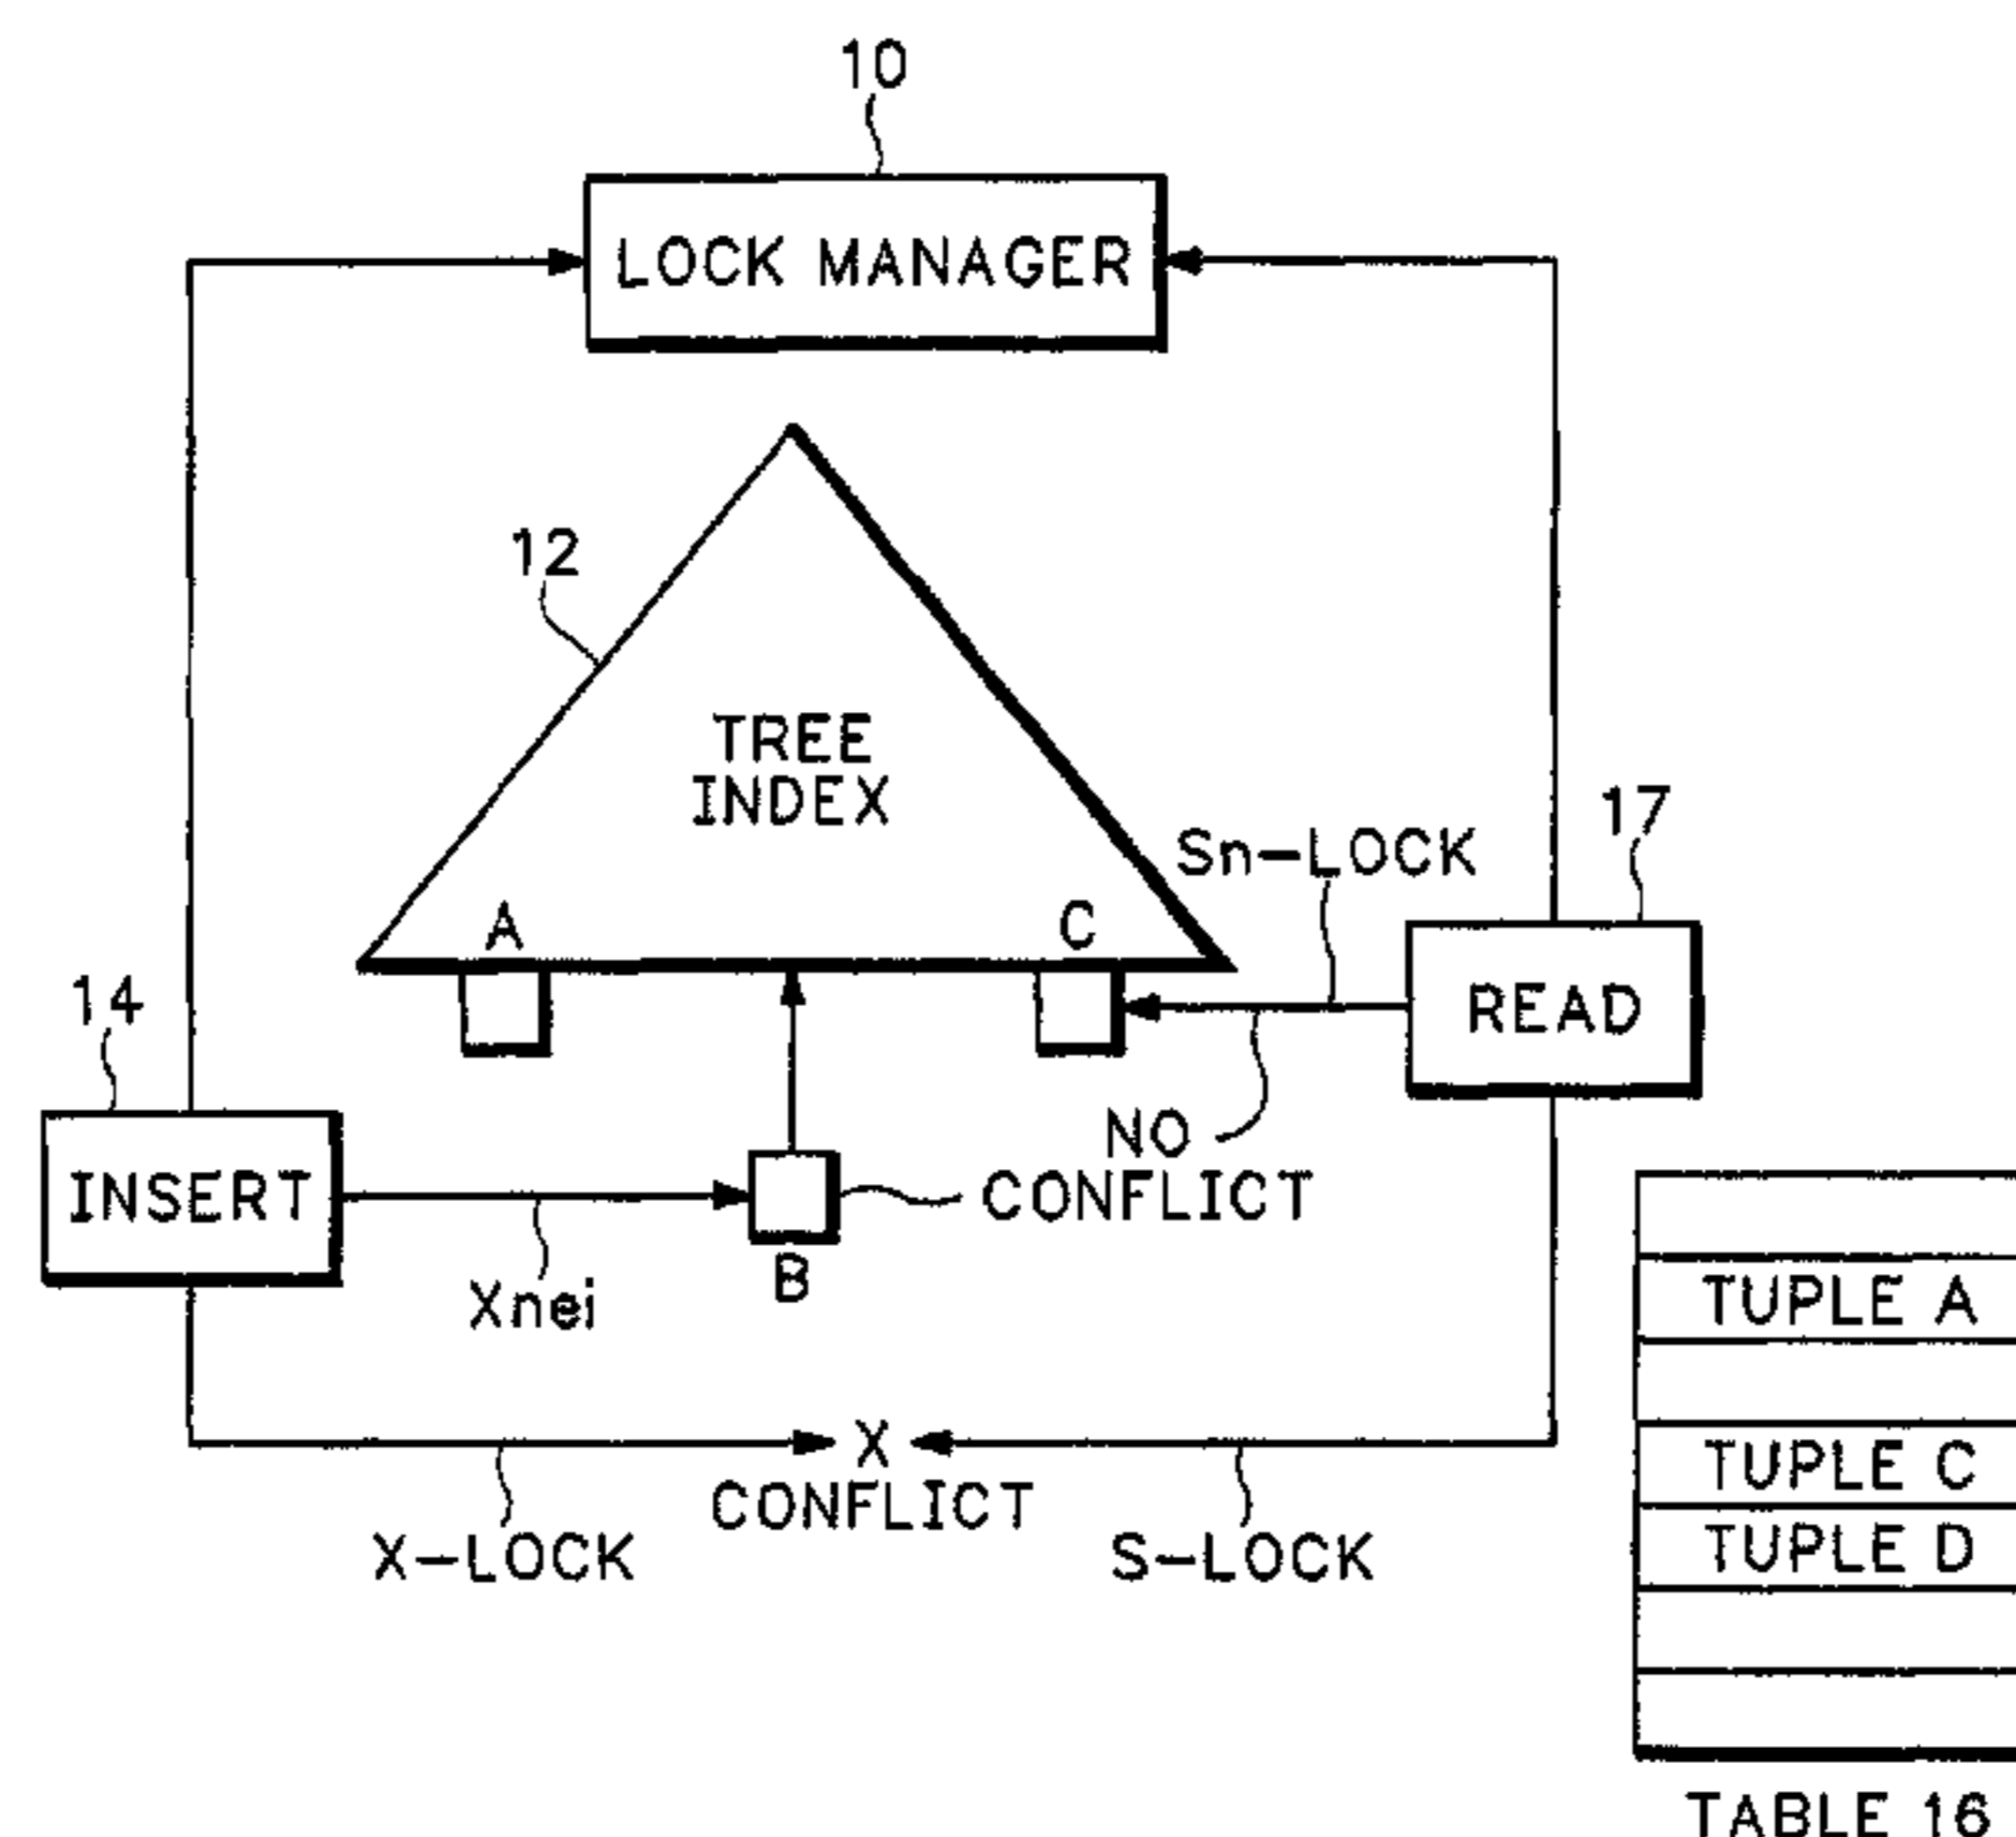 10
LOCK MANAGER
12
TREE
INDEX
Sn-LOCK
17
A
C
READ
14
NO
CONFLICT
INSERT
Xnei
B
X
CONFLICT
X-LOCK
S-LOCK
TUPLE A
TUPLE C
TUPLE D
TABLE 16